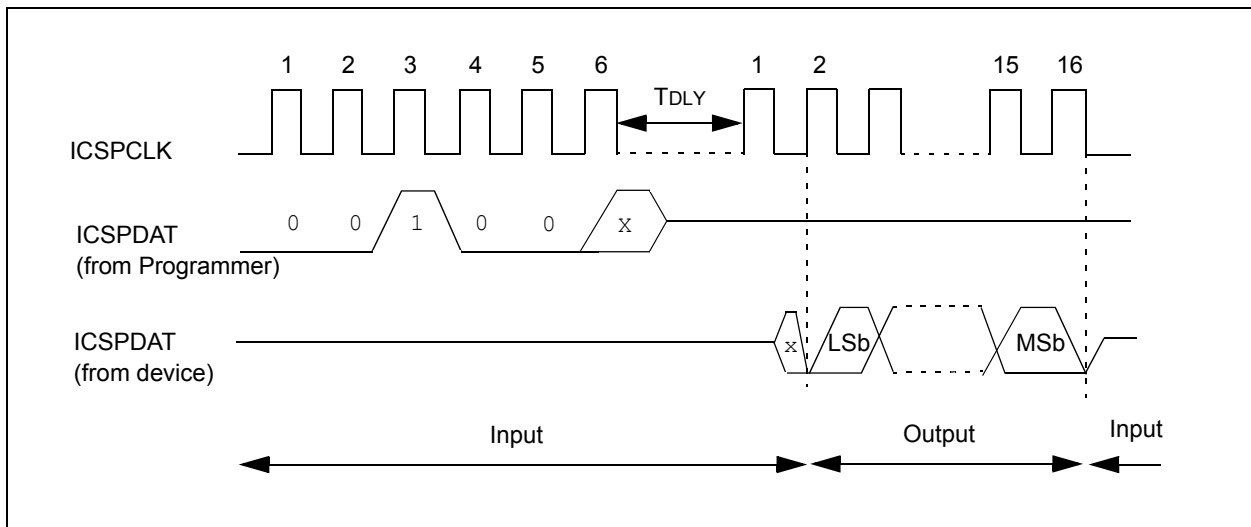 1 2 3 4 5 6 1 2 15 16
TDLY
ICSPCLK
0 0 1 0 0 X
ICSPDAT
(from Programmer)
ICSPDAT
(from device)
x LSb MSb
Input Output Input